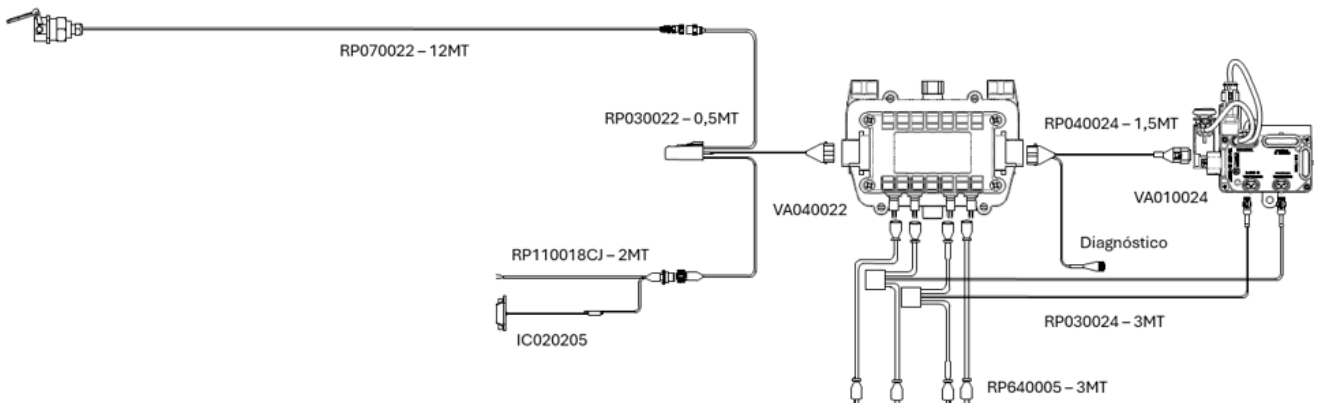 RP070022 – 12MT
RP030022 – 0,5MT
RP040024 – 1,5MT
VA040022
VA010024
Diagnóstico
RP110018CJ – 2MT
IC020205
RP030024 – 3MT
RP640005 – 3MT